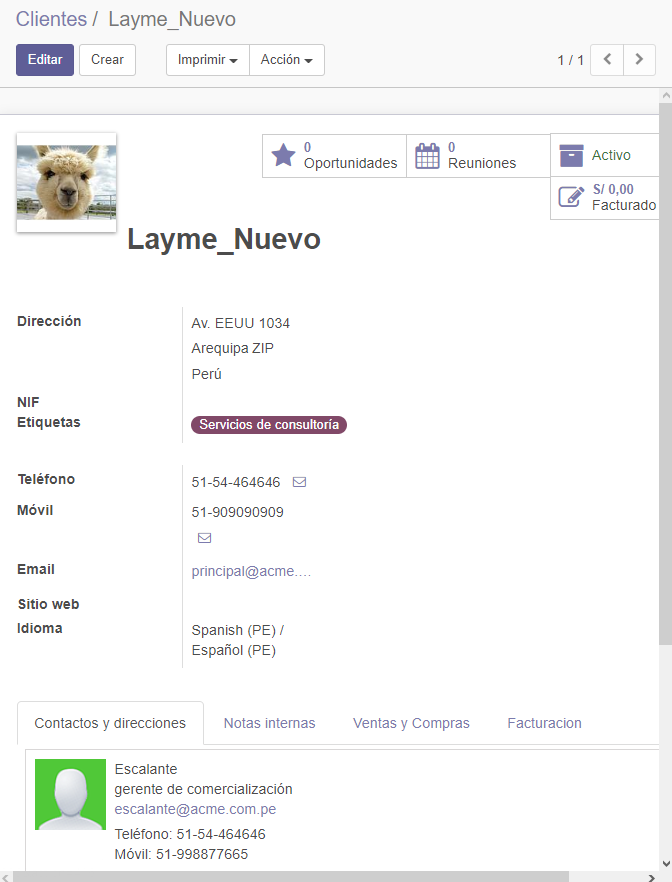 Clientes / Layme_Nuevo
Editar Crear Imprimir Acción 1 / 1
0
Oportunidades
0
Reuniones
Activo
S/ 0,00
Facturado
Layme_Nuevo
Dirección
Av. EEUU 1034
Arequipa ZIP
Perú
NIF
Etiquetas
Servicios de consultoría
Teléfono
51-54-464646
Móvil
51-909090909
Email
principal@acme....
Sitio web
Idioma
Spanish (PE) /
Español (PE)
Contactos y direcciones Notas internas Ventas y Compras Facturacion
Escalante
gerente de comercialización
escalante@acme.com.pe
Teléfono: 51-54-464646
Móvil: 51-998877665